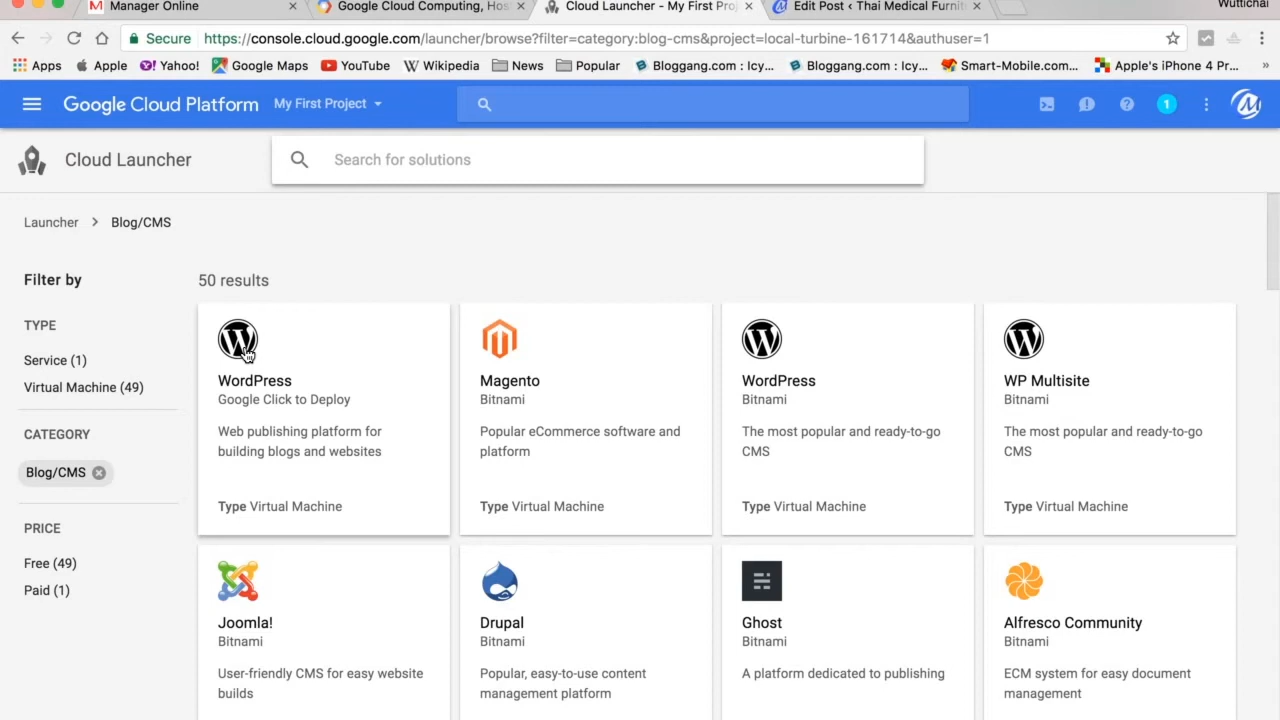 Manager Online
Google Cloud Computing, Hos
Cloud Launcher - My First Proj
Edit Post ‹ Thai Medical Furnit
Wuttichai
Secure
https://console.cloud.google.com/launcher/browse?filter=category:blog-cms&project=local-turbine-161714&authuser=1
Apps
Apple
Yahoo!
Google Maps
YouTube
Wikipedia
News
Popular
Bloggang.com : Icy...
Bloggang.com : Icy...
Smart-Mobile.com...
Apple's iPhone 4 Pr...
»
Google Cloud Platform
My First Project
1
Cloud Launcher
Search for solutions
Launcher > Blog/CMS
Filter by
50 results
TYPE
Service (1)
Virtual Machine (49)
CATEGORY
Blog/CMS
PRICE
Free (49)
Paid (1)
WordPress
Google Click to Deploy
Web publishing platform for
building blogs and websites
Type Virtual Machine
Magento
Bitnami
Popular eCommerce software and
platform
Type Virtual Machine
WordPress
Bitnami
The most popular and ready-to-go
CMS
Type Virtual Machine
WP Multisite
Bitnami
The most popular and ready-to-go
CMS
Type Virtual Machine
Joomla!
Bitnami
User-friendly CMS for easy website
builds
Drupal
Bitnami
Popular, easy-to-use content
management platform
Ghost
Bitnami
A platform dedicated to publishing
Alfresco Community
Bitnami
ECM system for easy document
management